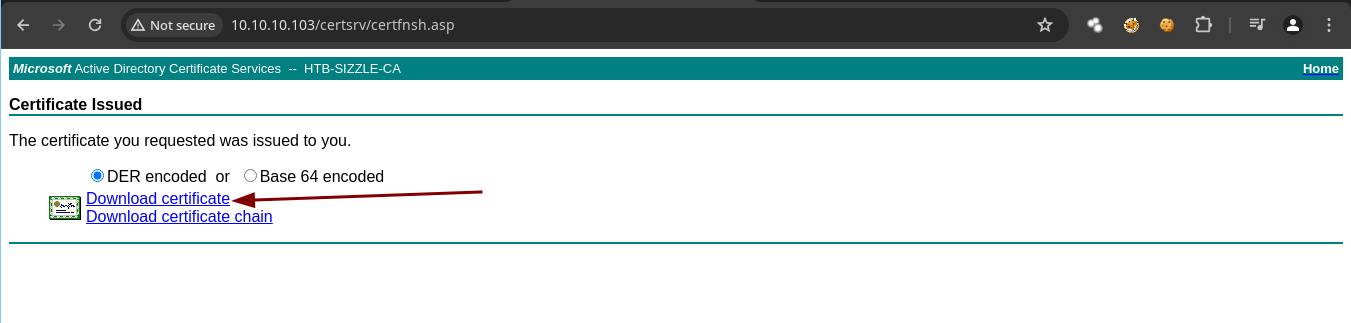 Not secure 10.10.10.103/certsrv/certfnsh.asp
Microsoft Active Directory Certificate Services -- HTB-SIZZLE-CA Home
Certificate Issued
The certificate you requested was issued to you.
DER encoded or Base 64 encoded
Download certificate
Download certificate chain